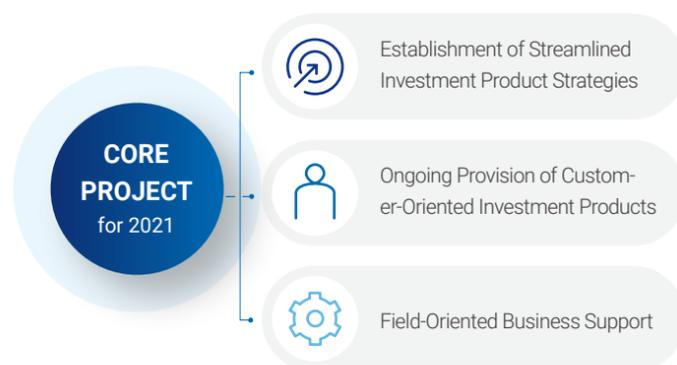 CORE
PROJECT
for 2021
Establishment of Streamlined
Investment Product Strategies
Ongoing Provision of Custom-
er-Oriented Investment Products
Field-Oriented Business Support